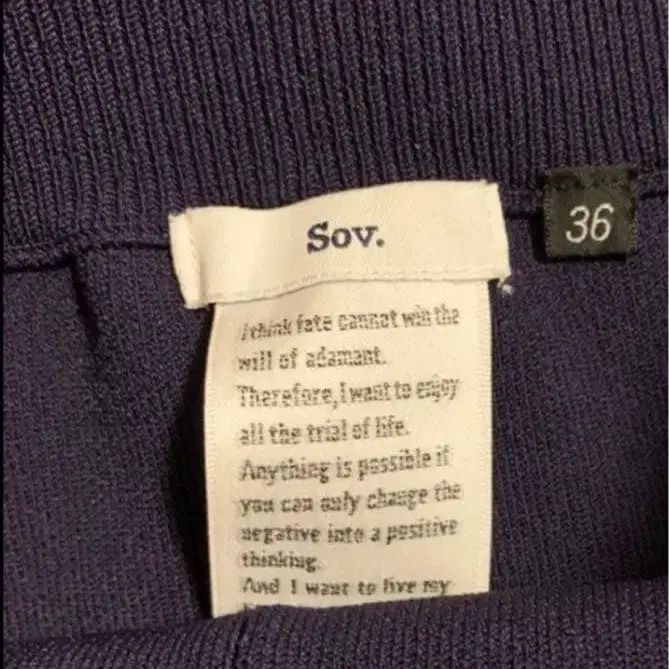 Sov.
36
I think fate cannot win the
will of adamant.
Therefore, I want to enjoy
all the trial of life.
Anything is possible if
you can only change the
negative into a positive
thinking.
And I want to live my